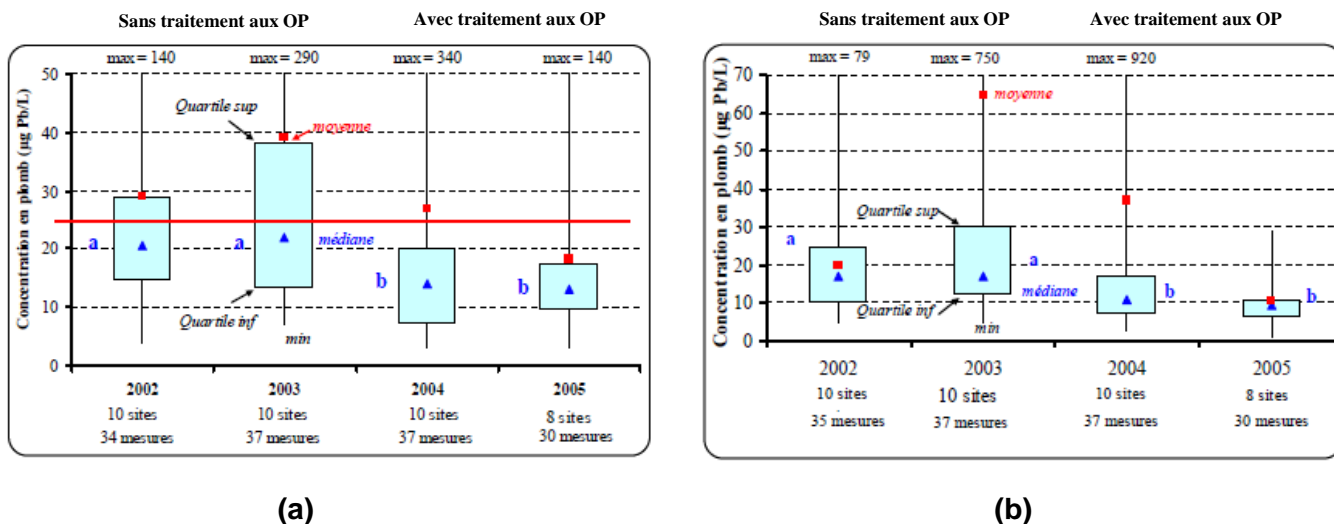 Sans traitement aux OP
Avec traitement aux OP
max = 140
max = 290
max = 340
max = 140
Concentration en plomb (µg Pb/L)
50
40
30
20
10
0
Quartile sup
moyenne
a
a
médiane
b
b
Quartile inf
min
2002
2003
2004
2005
10 sites
10 sites
10 sites
8 sites
34 mesures
37 mesures
37 mesures
30 mesures
(a)
Sans traitement aux OP
Avec traitement aux OP
max = 79
max = 750
max = 920
Concentration en plomb (µg Pb/L)
70
60
50
40
30
20
10
0
moyenne
Quartile sup
a
a
médiane
b
b
Quartile inf
min
2002
2003
2004
2005
10 sites
10 sites
10 sites
8 sites
35 mesures
37 mesures
37 mesures
30 mesures
(b)